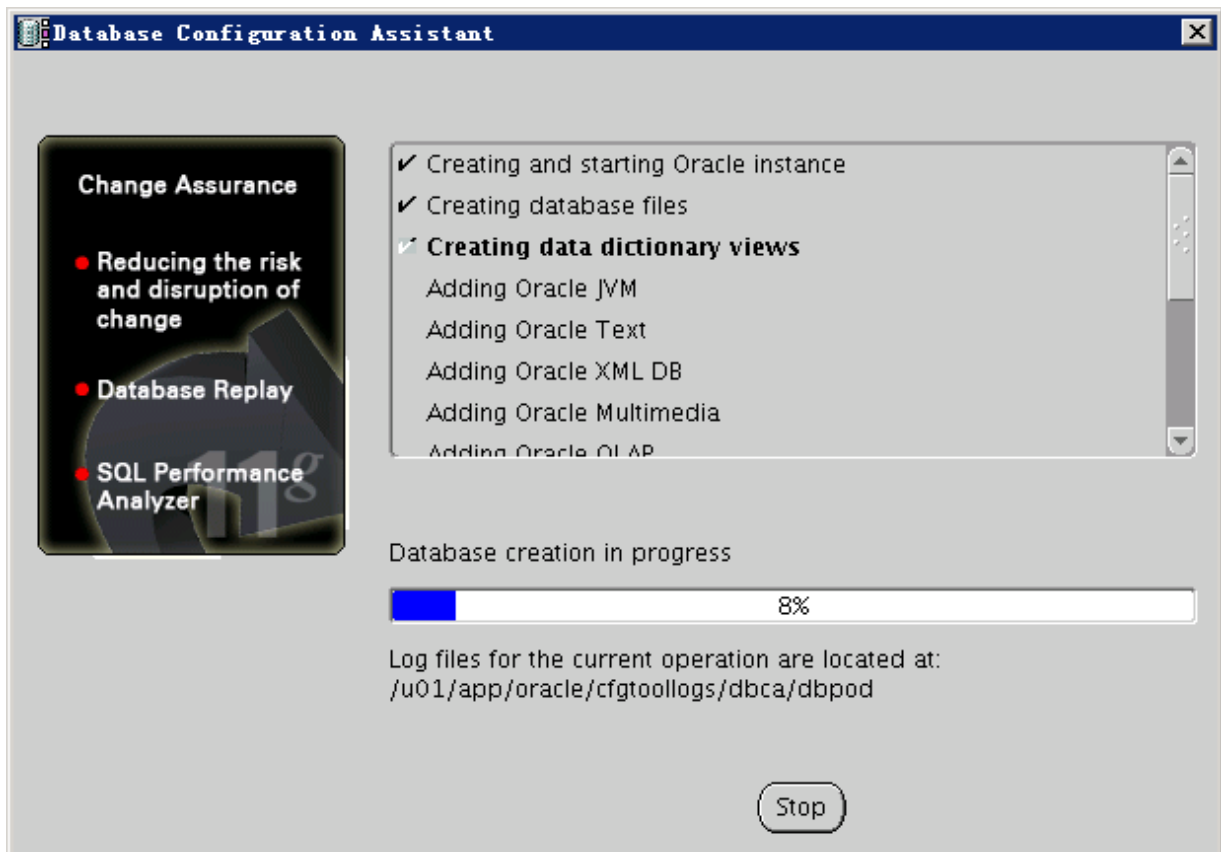 Database Configuration Assistant
Change Assurance
Reducing the risk
and disruption of
change
Database Replay
SQL Performance
Analyzer
11g
Creating and starting Oracle instance
Creating database files
Creating data dictionary views
Adding Oracle JVM
Adding Oracle Text
Adding Oracle XML DB
Adding Oracle Multimedia
Adding Oracle OLAP
Database creation in progress
8%
Log files for the current operation are located at:
/u01/app/oracle/cfgtoollogs/dbca/dbpod
Stop